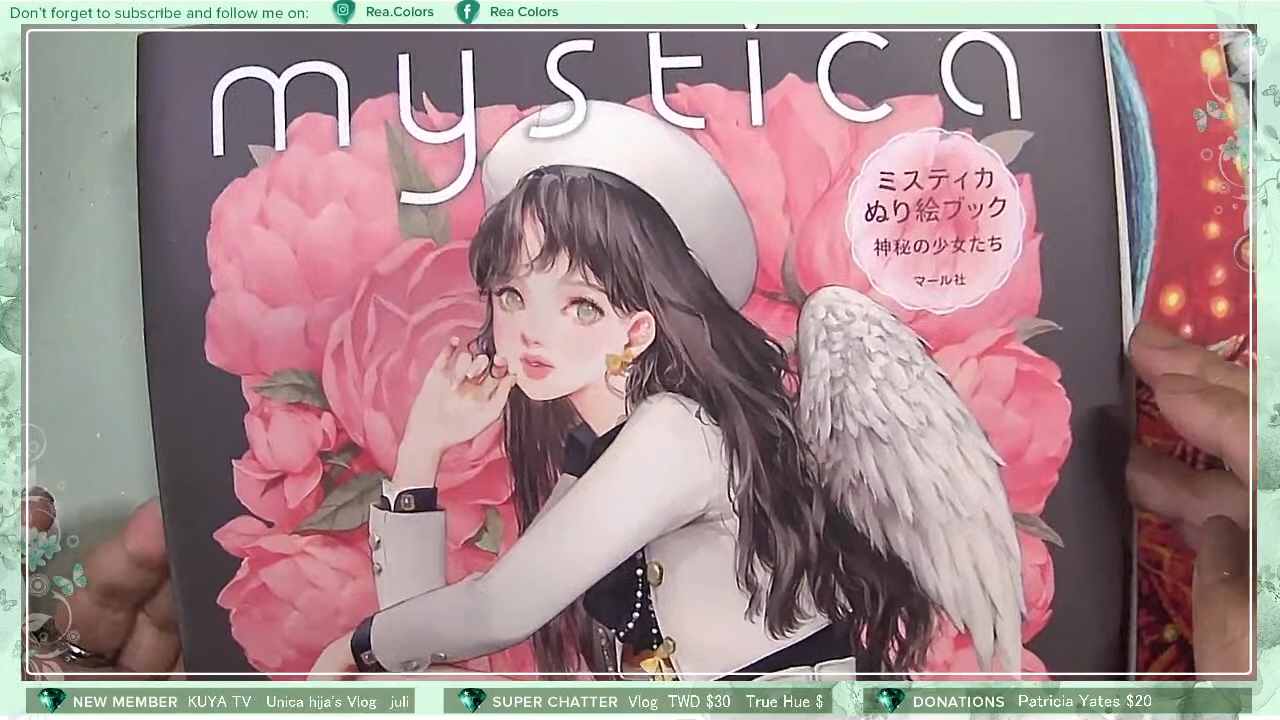 Don't forget to subscribe and follow me on: Rea.Colors Rea Colors
mystica
ミスティカ
ぬり絵ブック
神秘の少女たち
マール社
NEW MEMBER KUYA TV Unica hija's Vlog juli
SUPER CHATTER Vlog TWD $30 True Hue $
DONATIONS Patricia Yates $20